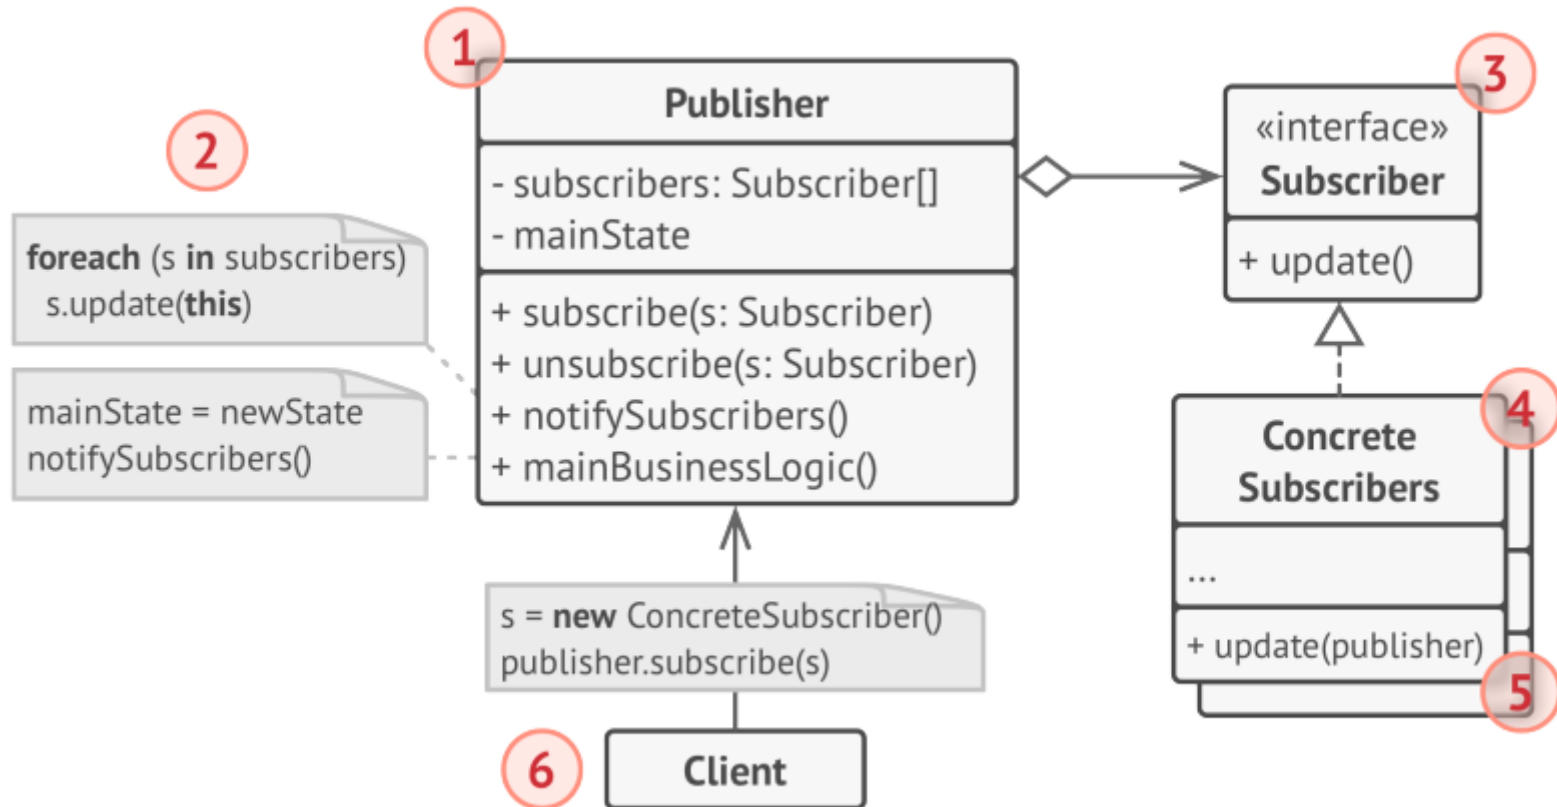 1
Publisher
- subscribers: Subscriber[]
- mainState
+ subscribe(s: Subscriber)
+ unsubscribe(s: Subscriber)
+ notifySubscribers()
+ mainBusinessLogic()
2
foreach (s in subscribers)
s.update(this)
mainState = newState
notifySubscribers()
3
«interface»
Subscriber
+ update()
4
Concrete
Subscribers
...
+ update(publisher)
5
s = new ConcreteSubscriber()
publisher.subscribe(s)
6
Client